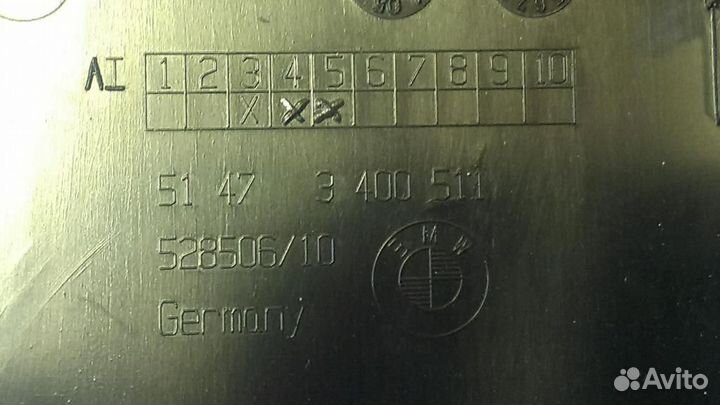 AI 1 2 3 4 5 6 7 8 9 10
X X X
51 47 3 400 511
528506/10
BMW
Germany
Avito